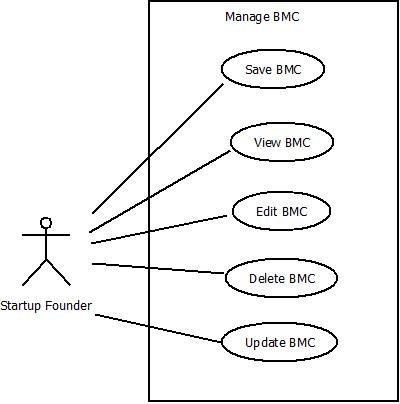 Manage BMC
Save BMC
View BMC
Edit BMC
Delete BMC
Startup Founder
Update BMC